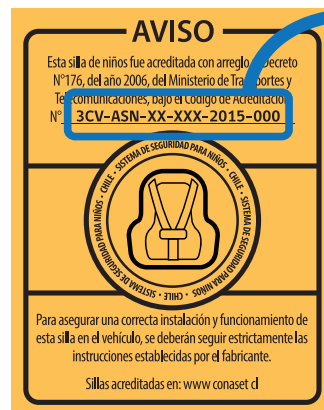 AVISO
Esta silla de niños fue acreditada con arreglo Decreto
N°176, del año 2006, del Ministerio de Transportes y
Telecomunicaciones, bajo el Código de Acreditación
N° 3CV-ASN-XX-XXX-2015-000
SISTEMA DE SEGURIDAD PARA NIÑOS • CHILE • SISTEMA DE SEGURIDAD PARA NIÑOS • CHILE •
Para asegurar una correcta instalación y funcionamiento de
esta silla en el vehículo, se deberán seguir estrictamente las
instrucciones establecidas por el fabricante.
Sillas acreditadas en: www conaset cl